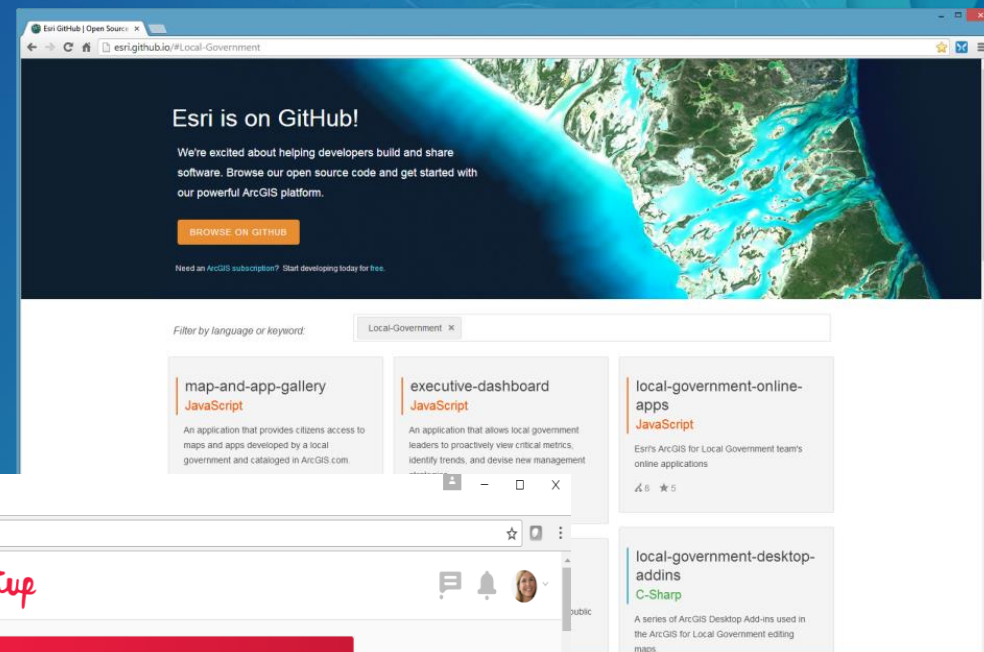 Esri GitHub | Open Source
esri.github.io/#Local-Government
Esri is on GitHub!
We're excited about helping developers build and share
software. Browse our open source code and get started with
our powerful ArcGIS platform.
BROWSE ON GITHUB
Need an ArcGIS subscription? Start developing today for free.
Filter by language or keyword:
Local-Government ×
map-and-app-gallery
JavaScript
An application that provides citizens access to
maps and apps developed by a local
government and cataloged in ArcGIS.com.
executive-dashboard
JavaScript
An application that allows local government
leaders to proactively view critical metrics,
identify trends, and devise new management
local-government-online-
apps
JavaScript
Esri's ArcGIS for Local Government team's
online applications
6 5
public
local-government-desktop-
addins
C-Sharp
A series of ArcGIS Desktop Add-ins used in
the ArcGIS for Local Government editing
maps.